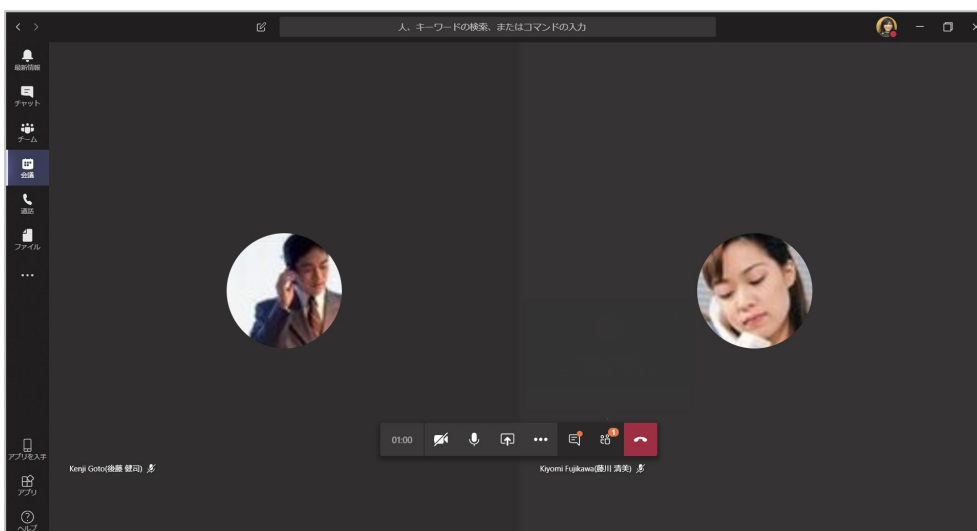 人、キーワードの検索、またはコマンドの入力
最新情報
チャット
チーム
会議
通話
ファイル
01:00
1
Kenji Goto(後藤 健司)
Kiyomi Fujikawa(藤川 清美)
アプリを入手
アプリ
ヘルプ